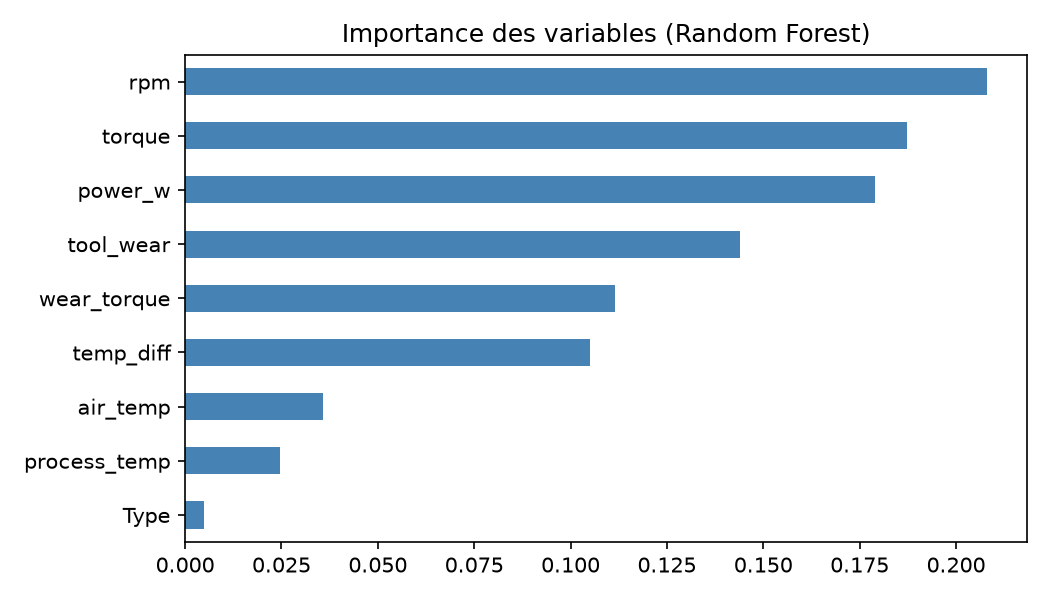 Importance des variables (Random Forest)
rpm
torque
power_w
tool_wear
wear_torque
temp_diff
air_temp
process_temp
Type
0.000 0.025 0.050 0.075 0.100 0.125 0.150 0.175 0.200